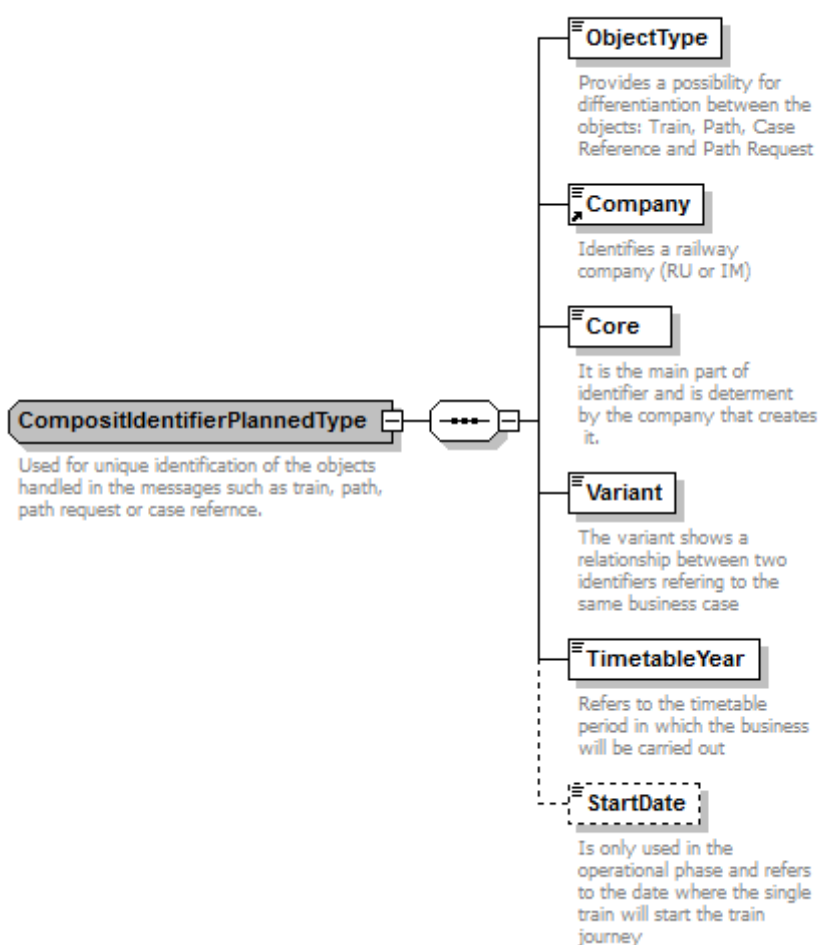 ObjectType
Provides a possibility for
differentiantion between the
objects: Train, Path, Case
Reference and Path Request
Company
Identifies a railway
company (RU or IM)
Core
It is the main part of
identifier and is determent
by the company that creates
it.
CompositIdentifierPlannedType
Used for unique identification of the objects
handled in the messages such as train, path,
path request or case refernce.
Variant
The variant shows a
relationship between two
identifiers refering to the
same business case
TimetableYear
Refers to the timetable
period in which the business
will be carried out
StartDate
Is only used in the
operational phase and refers
to the date where the single
train will start the train
journey